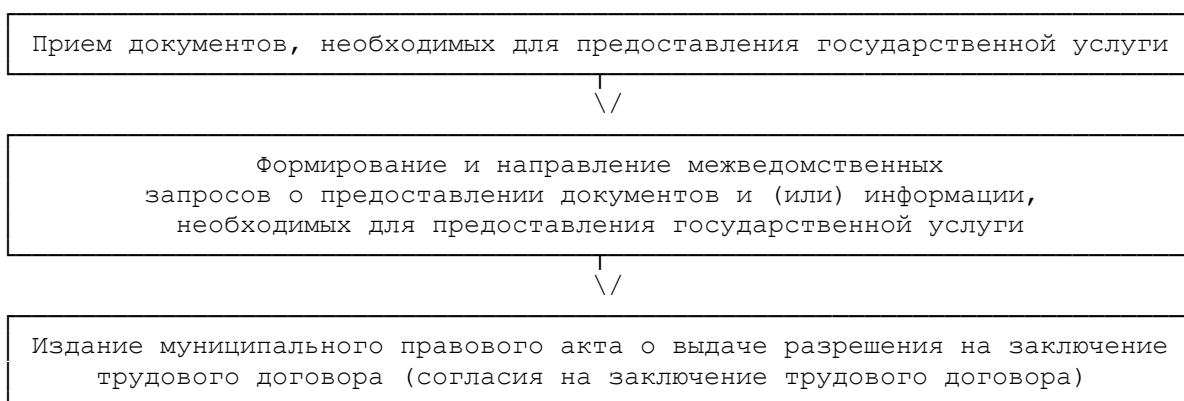 Прием документов, необходимых для предоставления государственной услуги
\/
Формирование и направление межведомственных
запросов о предоставлении документов и (или) информации,
необходимых для предоставления государственной услуги
\/
Издание муниципального правового акта о выдаче разрешения на заключение
трудового договора (согласия на заключение трудового договора)